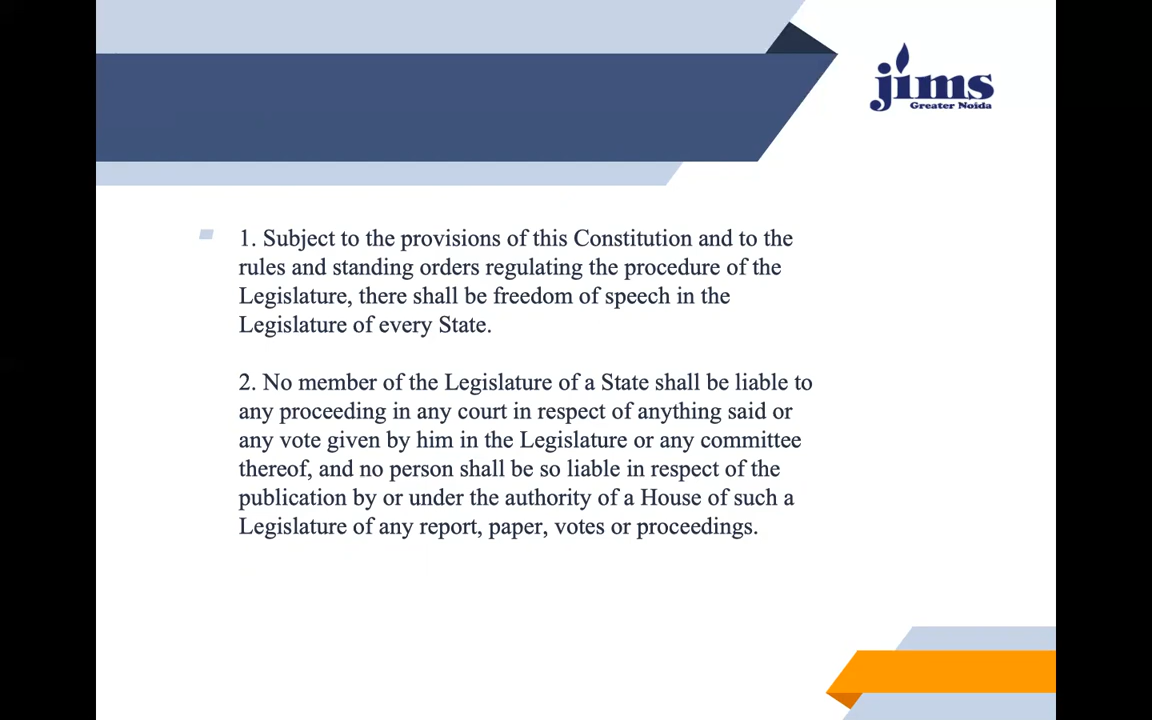 jims
Greater Noida
1. Subject to the provisions of this Constitution and to the
rules and standing orders regulating the procedure of the
Legislature, there shall be freedom of speech in the
Legislature of every State.
2. No member of the Legislature of a State shall be liable to
any proceeding in any court in respect of anything said or
any vote given by him in the Legislature or any committee
thereof, and no person shall be so liable in respect of the
publication by or under the authority of a House of such a
Legislature of any report, paper, votes or proceedings.